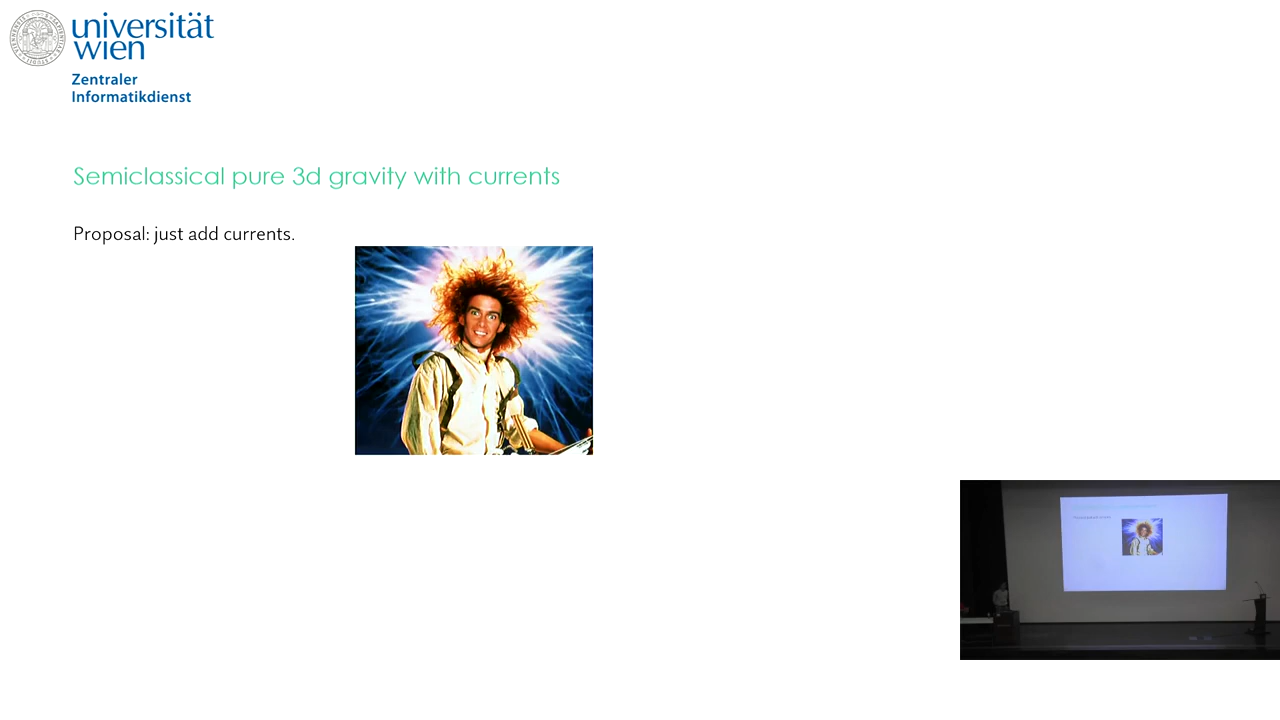 universität
wien
Zentraler
Informatikdienst
Semiclassical pure 3d gravity with currents
Proposal: just add currents.